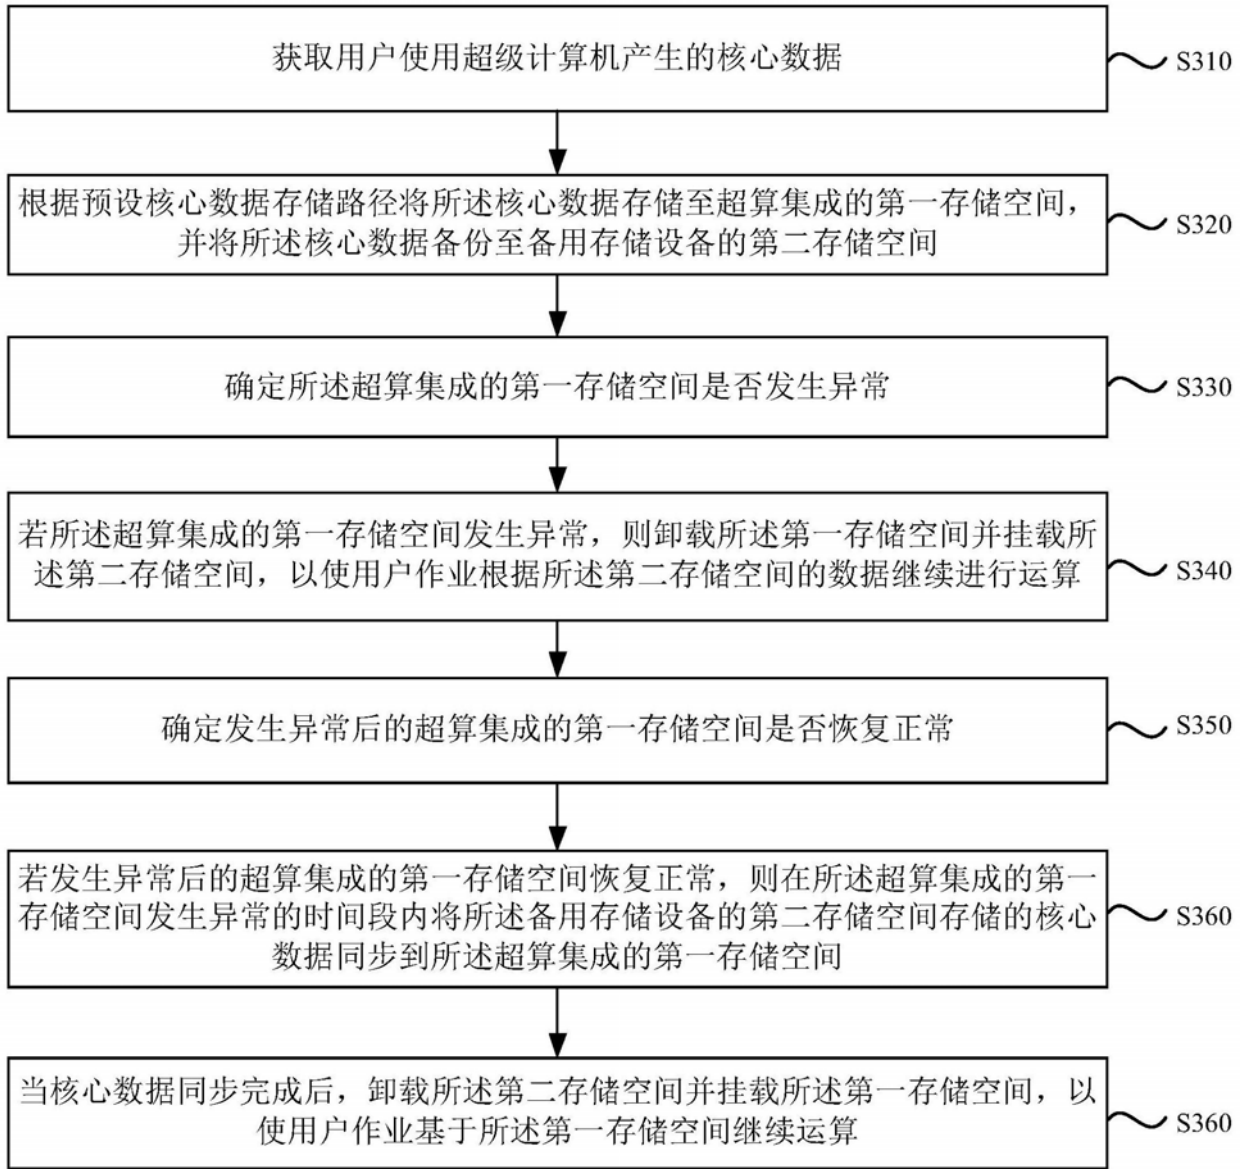 获取用户使用超级计算机产生的核心数据
S310
根据预设核心数据存储路径将所述核心数据存储至超算集成的第一存储空间，
并将所述核心数据备份至备用存储设备的第二存储空间
S320
确定所述超算集成的第一存储空间是否发生异常
S330
若所述超算集成的第一存储空间发生异常，则卸载所述第一存储空间并挂载所
述第二存储空间，以使用户作业根据所述第二存储空间的数据继续进行运算
S340
确定发生异常后的超算集成的第一存储空间是否恢复正常
S350
若发生异常后的超算集成的第一存储空间恢复正常，则在所述超算集成的第一
存储空间发生异常的时间段内将所述备用存储设备的第二存储空间存储的核心
数据同步到所述超算集成的第一存储空间
S360
当核心数据同步完成后，卸载所述第二存储空间并挂载所述第一存储空间，以
使用户作业基于所述第一存储空间继续运算
S360